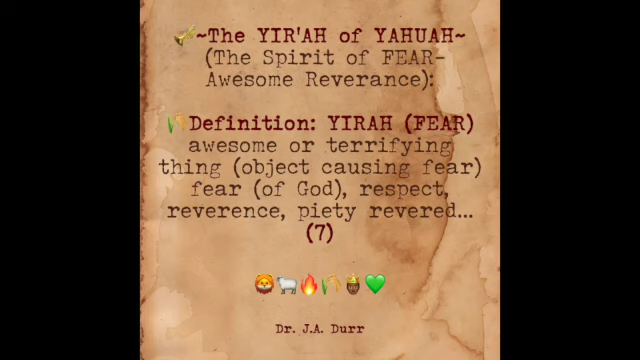 🎺~The YIR'AH of YAHUAH~
(The Spirit of FEAR-
Awesome Reverance):
🌾Definition: YIRAH (FEAR)
awesome or terrifying
thing (object causing fear)
fear (of God), respect,
reverence, piety revered...
(7)
🦁🐑🔥🌾🤴🏿💚
Dr. J.A. Durr